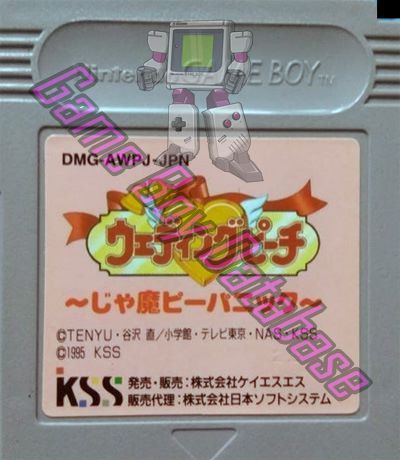 Nintendo GAME BOY™
DMG-AWPJ-JPN
ウェディングピーチ
〜じゃ魔ピーパニック〜
©TENYU・谷沢 直/小学館・テレビ東京・NAS・KSS
©1995 KSS
KSS 発売・販売:株式会社ケイエスエス
販売代理:株式会社日本ソフトシステム
Game Boy Database